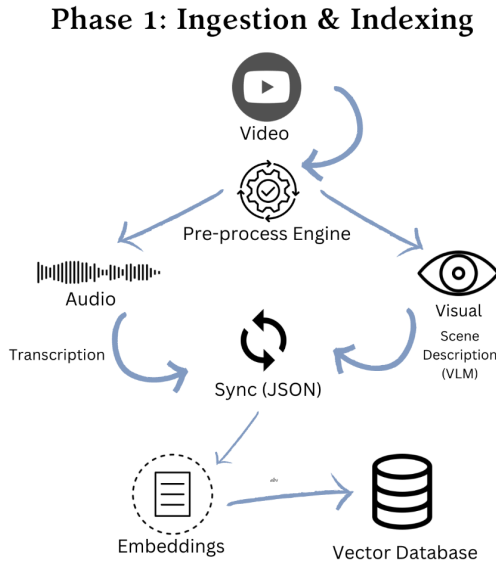 Phase 1: Ingestion & Indexing
Video
Pre-process Engine
Audio
Visual
Transcription
Scene
Description
(VLM)
Sync (JSON)
Embeddings
Vector Database